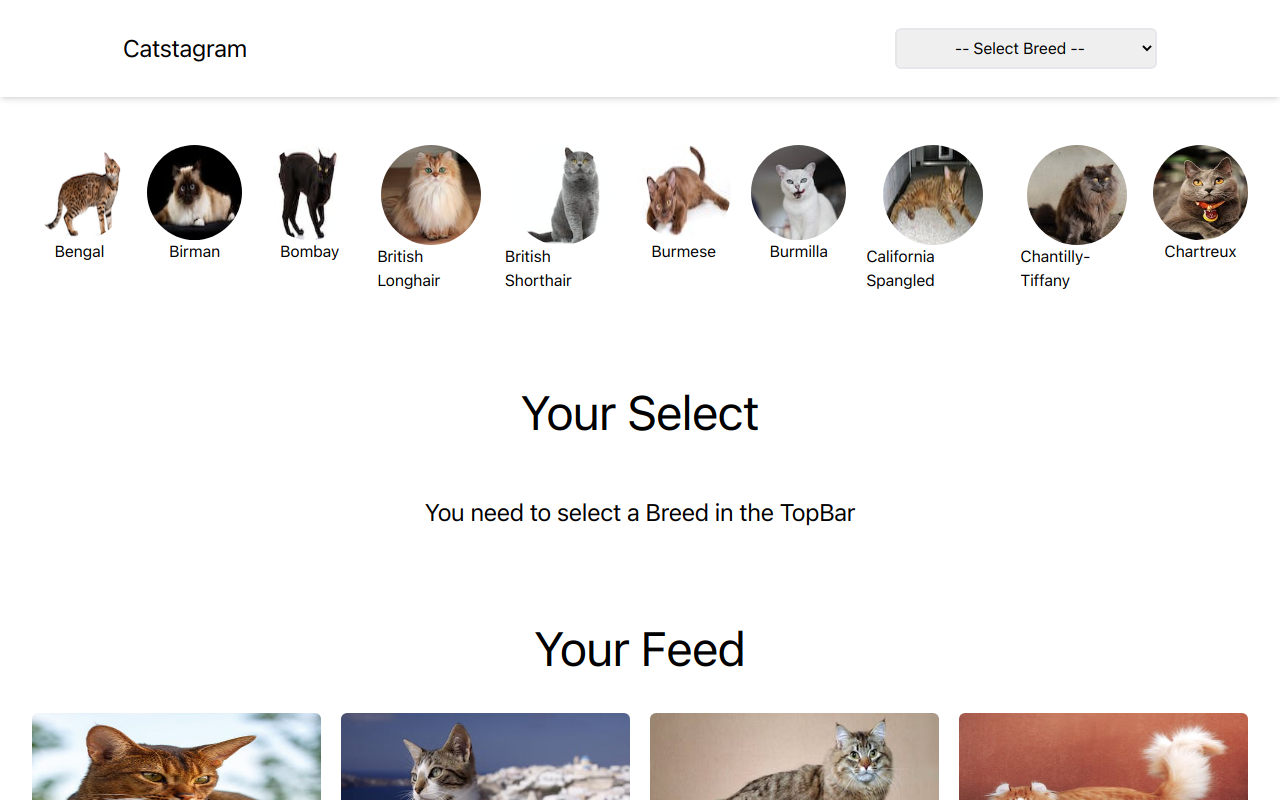 Catstagram
-- Select Breed --
Bengal
Birman
Bombay
British
Longhair
British
Shorthair
Burmese
Burmilla
California
Spangled
Chantilly-
Tiffany
Chartreux
Your Select
You need to select a Breed in the TopBar
Your Feed